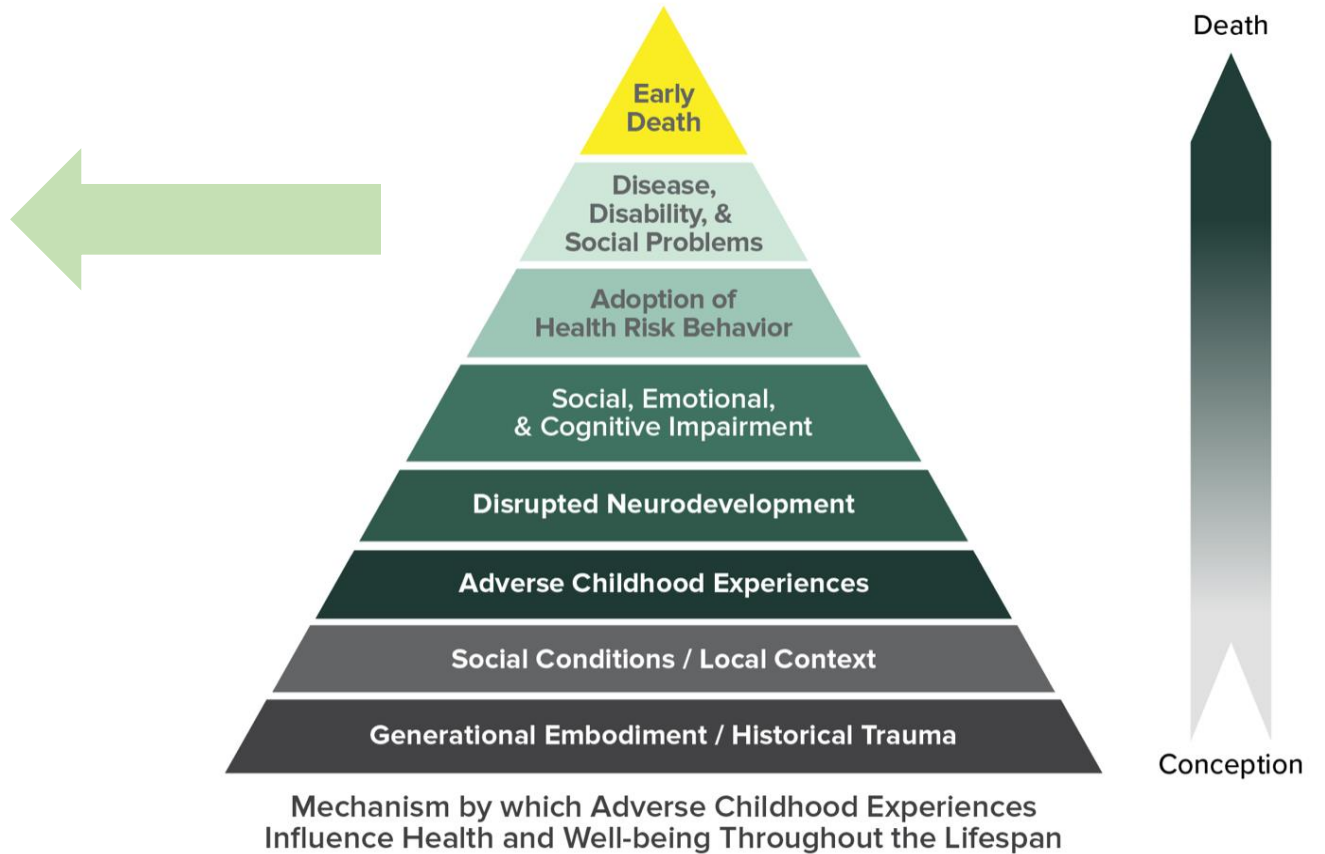 Death
Early
Death
Disease,
Disability, &
Social Problems
Adoption of
Health Risk Behavior
Social, Emotional,
& Cognitive Impairment
Disrupted Neurodevelopment
Adverse Childhood Experiences
Social Conditions / Local Context
Generational Embodiment / Historical Trauma
Conception
Mechanism by which Adverse Childhood Experiences
Influence Health and Well-being Throughout the Lifespan